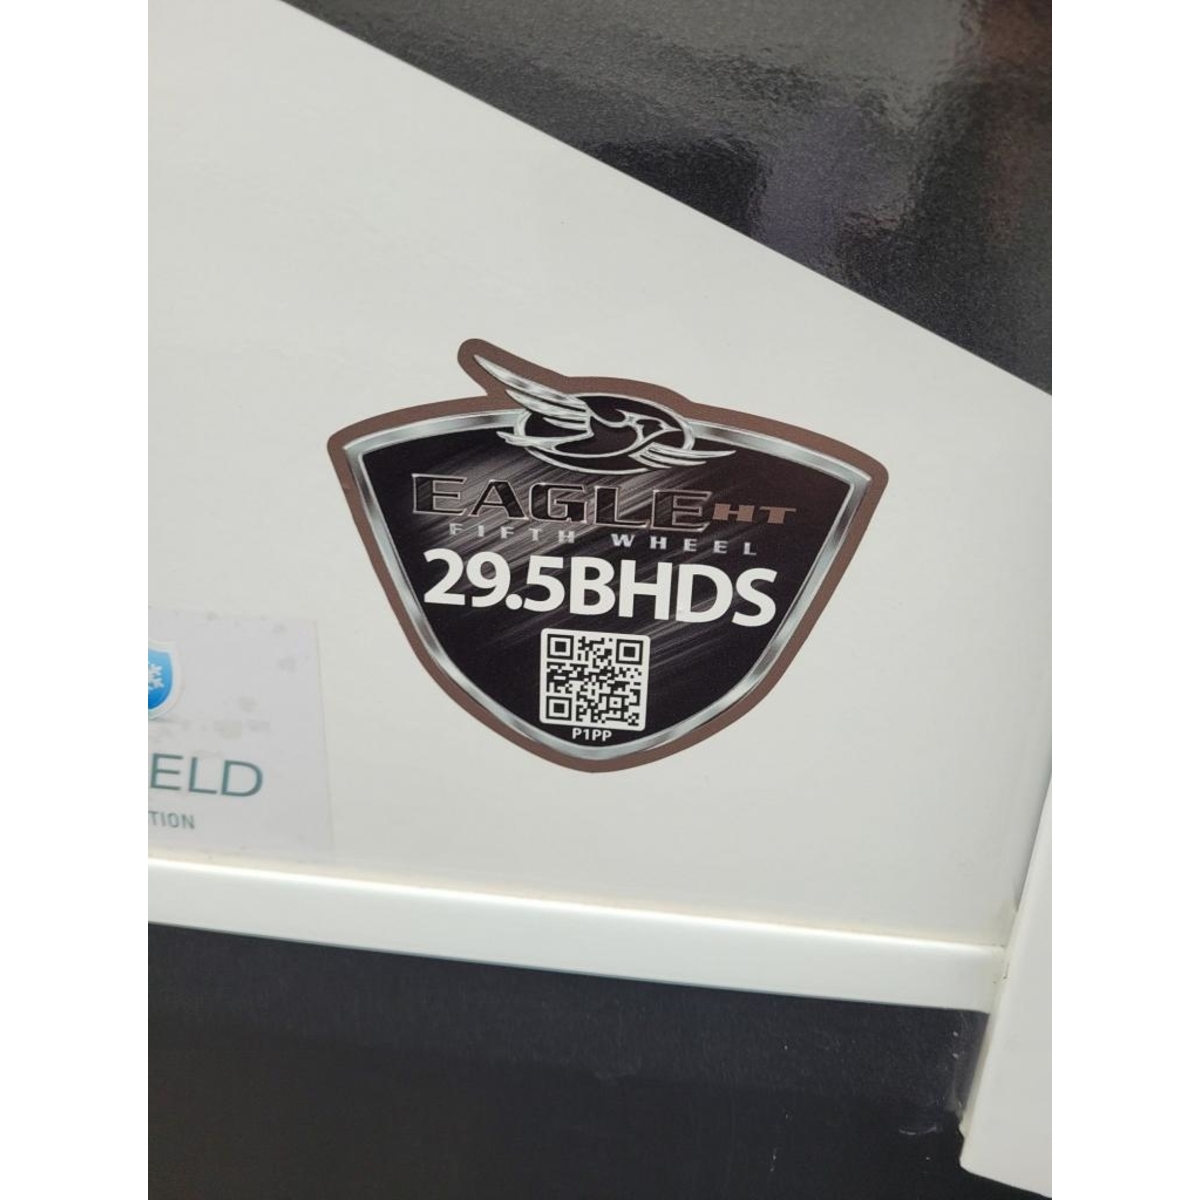 EAGLE HT
FIFTH WHEEL
29.5BHDS
P1PP
ELD
TION